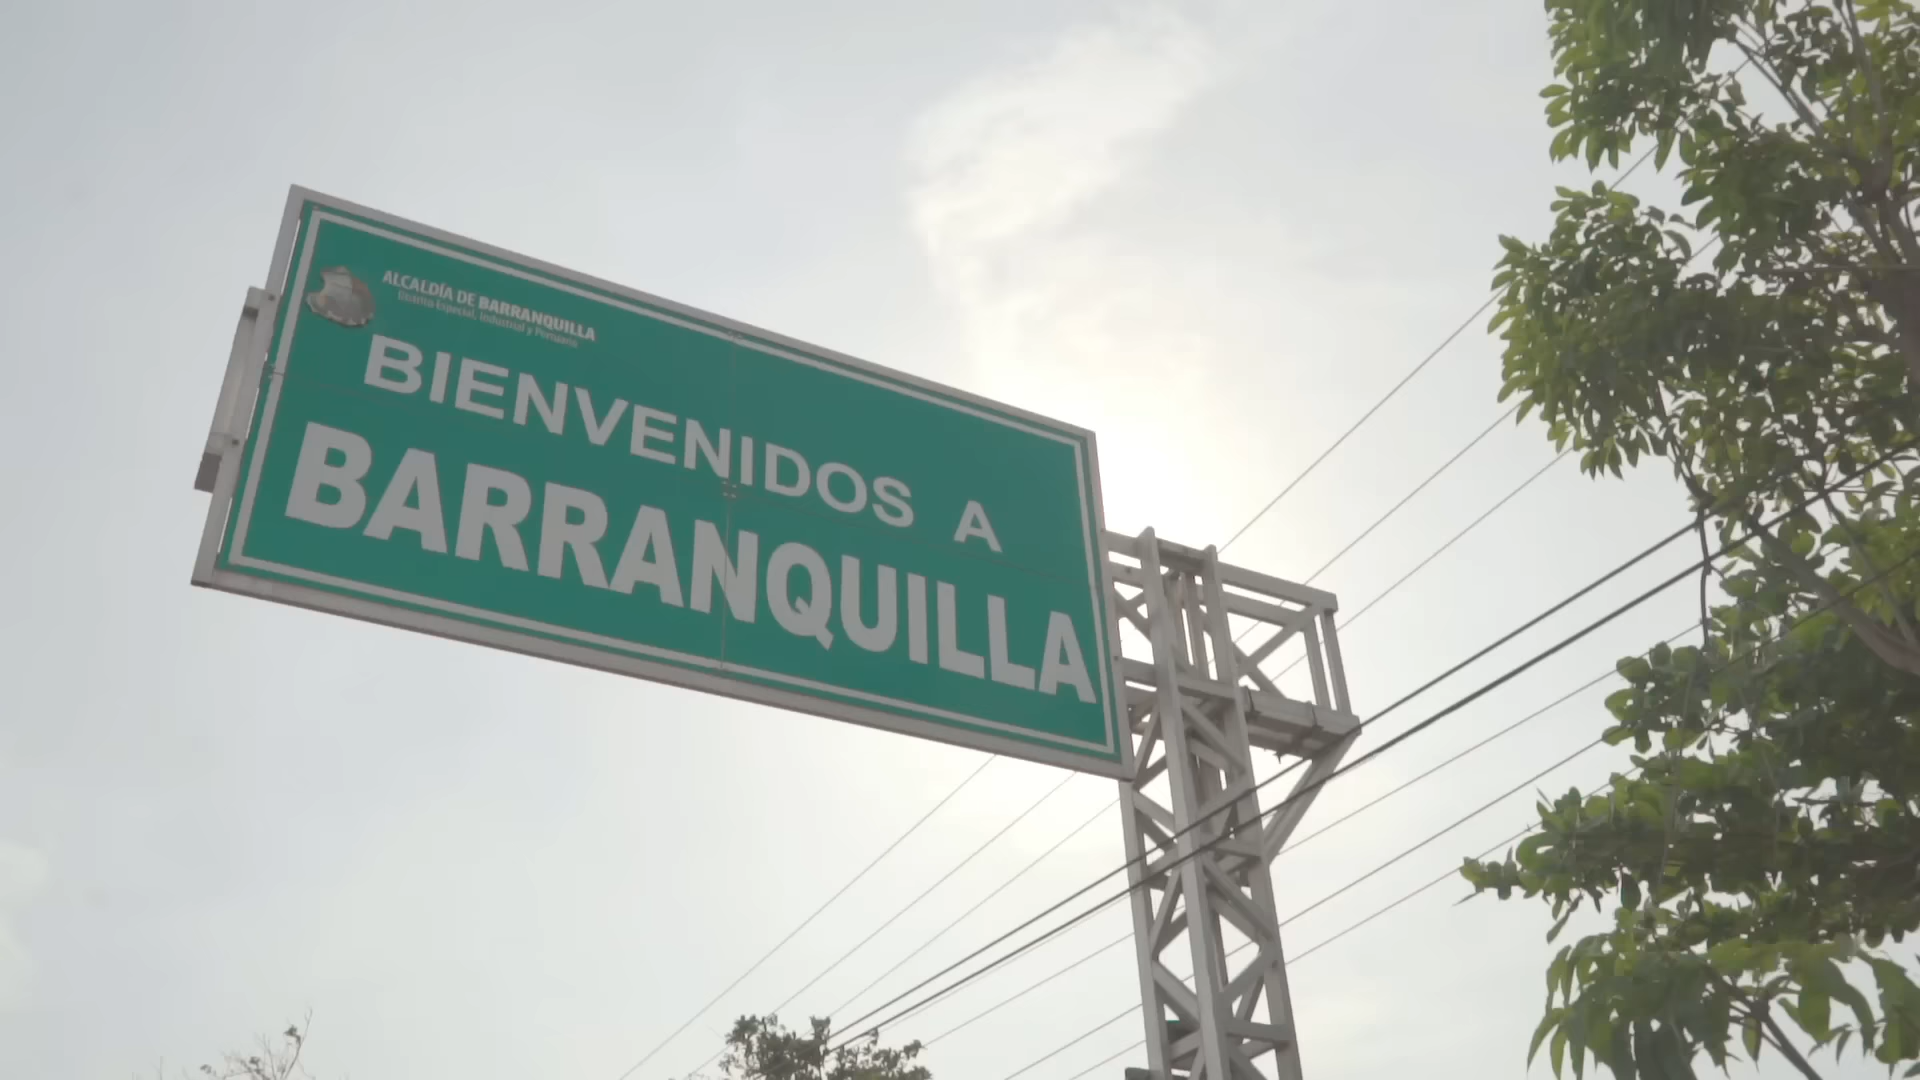 ALCALDÍA DE BARRANQUILLA
Distrito Especial, Industrial y Portuario
BIENVENIDOS A
BARRANQUILLA